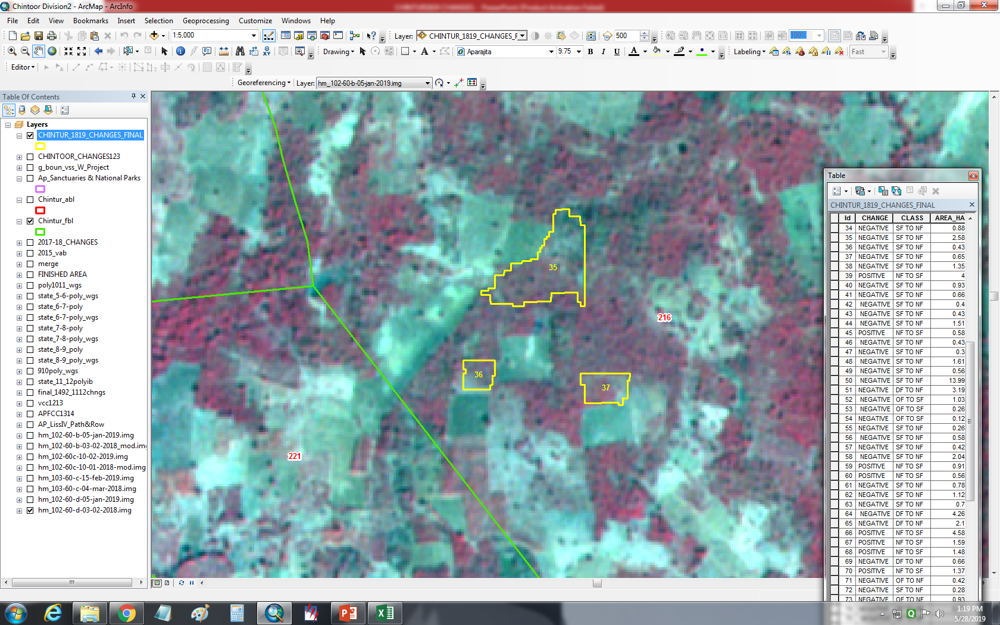 Chintoor Division2 - ArcMap - ArcInfo
File Edit View Bookmarks Insert Selection Geoprocessing Customize Windows Help
1:5,000
Layer: CHINTUR_1819_CHANGES_F
500
100%
Drawing
Aparajita
9.75
B I U A
Labeling
Fast
Editor
Georeferencing
Layer: hm_102-60-b-05-jan-2019.img
Table Of Contents
Layers
CHINTUR_1819_CHANGES_FINAL
CHINTOOR_CHANGES123
g_boun_vss_W_Project
Ap_Sanctuaries & National Parks
Chintur_abl
Chintur_fbl
2017-18_CHANGES
2015_vab
merge
FINISHED AREA
poly1011_wgs
state_5-6-poly_wgs
state_6-7-poly
state_6-7-poly_wgs
state_7-8-poly
state_7-8-poly_wgs
state_8-9_poly
state_8-9_poly_wgs
910poly_wgs
state_11_12polyib
final_1492_1112chngs
vcc1213
APFCC1314
AP_LissIV_Path&Row
hm_102-60-b-05-jan-2019.img
hm_102-60-b-03-02-2018_mod.img
hm_102-60c-10-02-2019.img
hm_102-60c-10-01-2018-mod.img
hm_103-60-c-15-feb-2019.img
hm_103-60-c-04-mar-2018.img
hm_102-60-d-05-jan-2019.img
hm_102-60-d-03-02-2018.img
35
216
36
37
221
Table
CHINTUR_1819_CHANGES_FINAL
Id CHANGE CLASS AREA_HA
34 NEGATIVE SF TO NF 0.88
35 NEGATIVE SF TO NF 2.58
36 NEGATIVE SF TO NF 0.43
37 NEGATIVE SF TO NF 0.65
38 NEGATIVE SF TO NF 1.35
39 POSITIVE NF TO SF 4
40 NEGATIVE SF TO NF 0.93
41 NEGATIVE SF TO NF 0.66
42 NEGATIVE SF TO NF 0.4
43 NEGATIVE SF TO NF 0.43
44 NEGATIVE SF TO NF 1.51
45 POSITIVE NF TO SF 0.58
46 NEGATIVE SF TO NF 0.43
47 NEGATIVE SF TO NF 0.3
48 NEGATIVE SF TO NF 1.61
49 NEGATIVE SF TO NF 0.56
50 NEGATIVE SF TO NF 13.99
51 NEGATIVE DF TO NF 3.19
52 NEGATIVE OF TO SF 1.03
53 NEGATIVE OF TO SF 0.26
54 NEGATIVE OF TO SF 0.12
55 NEGATIVE SF TO NF 0.26
56 NEGATIVE SF TO NF 0.58
57 NEGATIVE SF TO NF 0.42
58 NEGATIVE SF TO NF 2.04
59 POSITIVE NF TO SF 0.91
60 POSITIVE NF TO SF 0.56
61 NEGATIVE SF TO NF 0.78
62 NEGATIVE SF TO NF 1.12
63 NEGATIVE SF TO NF 0.7
64 NEGATIVE DF TO NF 4.26
65 NEGATIVE DF TO NF 2.1
66 POSITIVE NF TO SF 4.58
67 POSITIVE NF TO SF 1.59
68 POSITIVE NF TO SF 1.48
69 NEGATIVE DF TO NF 0.66
70 POSITIVE NF TO SF 1.37
71 NEGATIVE OF TO NF 0.42
72 NEGATIVE SF TO NF 0.28
73 NEGATIVE OF TO NF 0.93
1:19 PM
5/28/2019